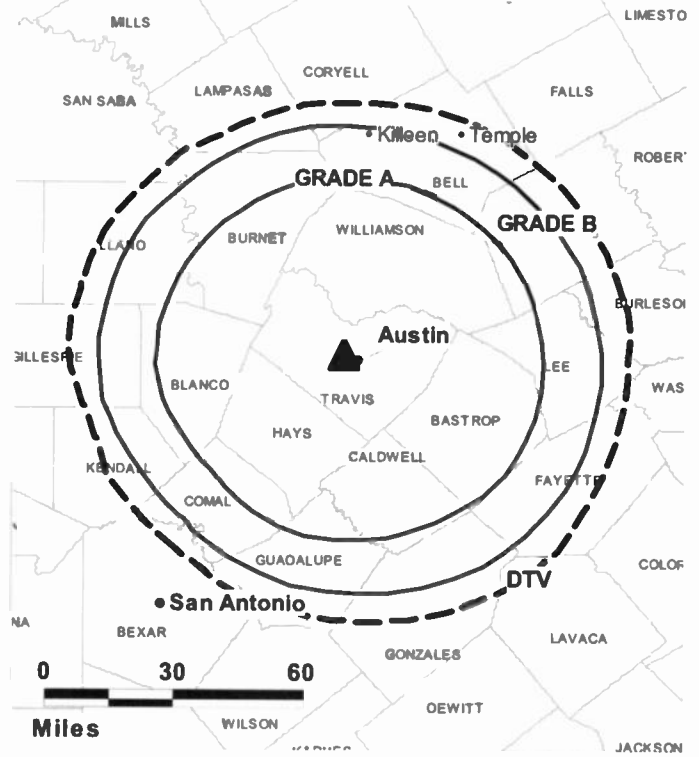 MILLS
LIMESTO
CORYELL
LAMPASAS
FALLS
SAN SABA
Killeen
Temple
ROBER
GRADE A
BELL
GRADE B
BURNET
WILLIAMSON
LLANO
BURLESO
Austin
GILLESPIE
LEE
BLANCO
WAS
TRAVIS
BASTROP
HAYS
CALDWELL
KENDALL
FAYETTE
COMAL
GUADALUPE
COLOR
DTV
San Antonio
NA
BEXAR
LAVACA
GONZALES
0 30 60
DEWITT
Miles
WILSON
JACKSON